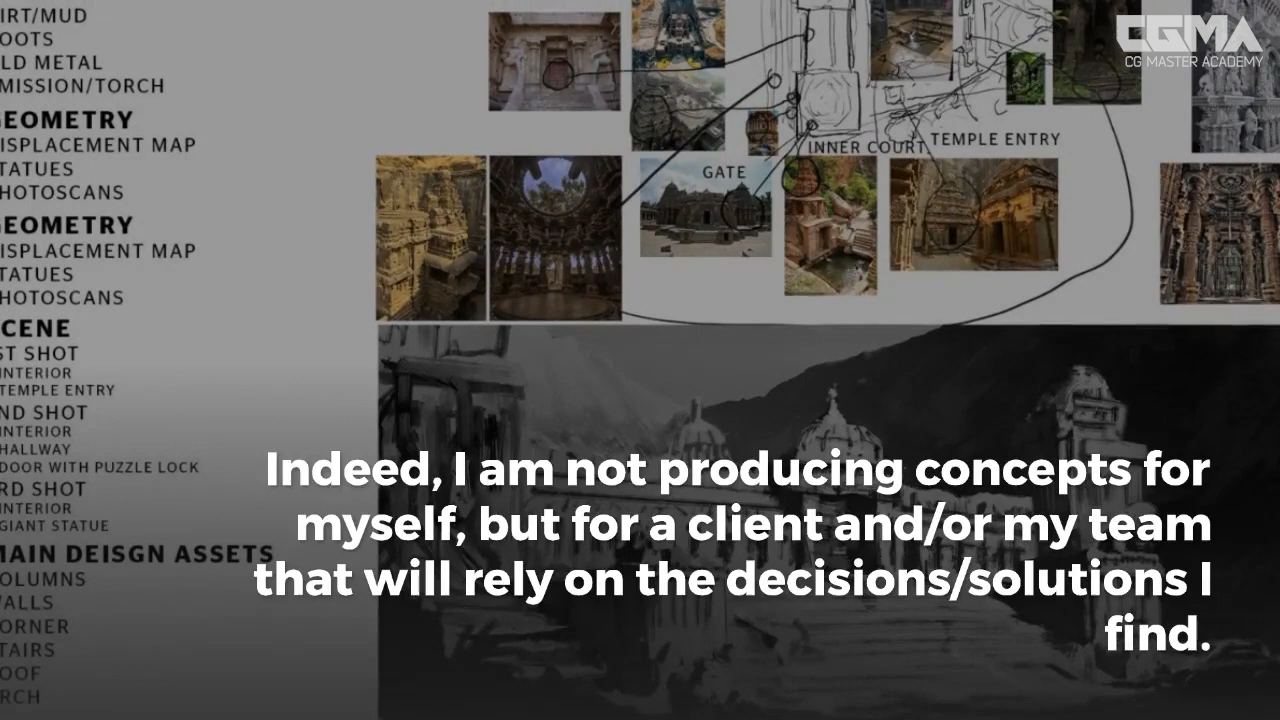 IRT/MUD
OOTS
LD METAL
MISSION/TORCH
GEOMETRY
ISPLACEMENT MAP
TATUES
HOTOSCANS
GEOMETRY
ISPLACEMENT MAP
TATUES
HOTOSCANS
CENE
ST SHOT
INTERIOR
TEMPLE ENTRY
ND SHOT
INTERIOR
HALLWAY
DOOR WITH PUZZLE LOCK
RD SHOT
INTERIOR
GIANT STATUE
MAIN DEISGN ASSETS
OLUMNS
WALLS
ORNER
TAIRS
OOF
RCH
CGMA
CG MASTER ACADEMY
INNER COURT
TEMPLE ENTRY
GATE
Indeed, I am not producing concepts for
myself, but for a client and/or my team
that will rely on the decisions/solutions I
find.